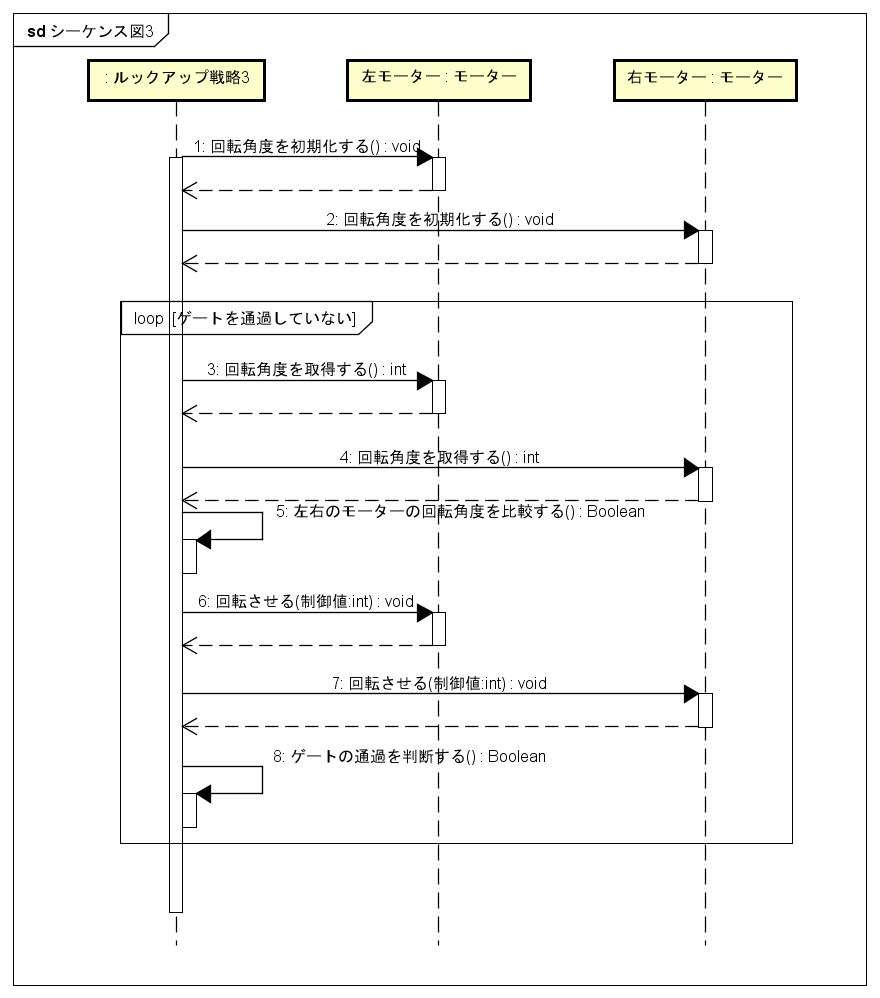 sd シーケンス図3
: ルックアップ戦略3
左モーター : モーター
右モーター : モーター
1: 回転角度を初期化する() : void
2: 回転角度を初期化する() : void
loop [ゲートを通過していない]
3: 回転角度を取得する() : int
4: 回転角度を取得する() : int
5: 左右のモーターの回転角度を比較する() : Boolean
6: 回転させる(制御値:int) : void
7: 回転させる(制御値:int) : void
8: ゲートの通過を判断する() : Boolean